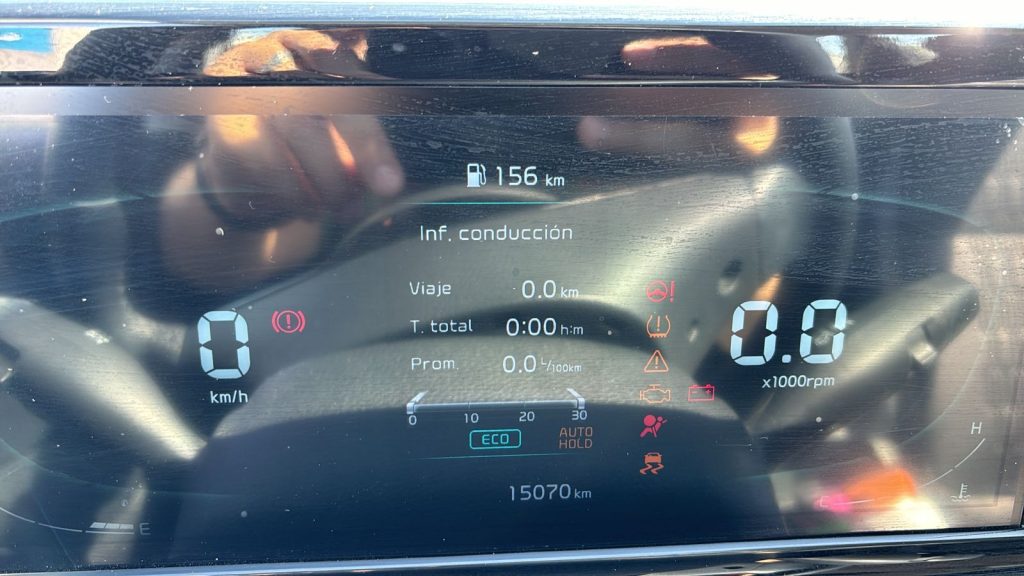 156 km
Inf. conducción
Viaje 0.0 km
T. total 0:00 h:m
Prom. 0.0 L/100km
0 km/h
0.0 x1000rpm
0 10 20 30
ECO AUTO HOLD
15070 km
E
H
C